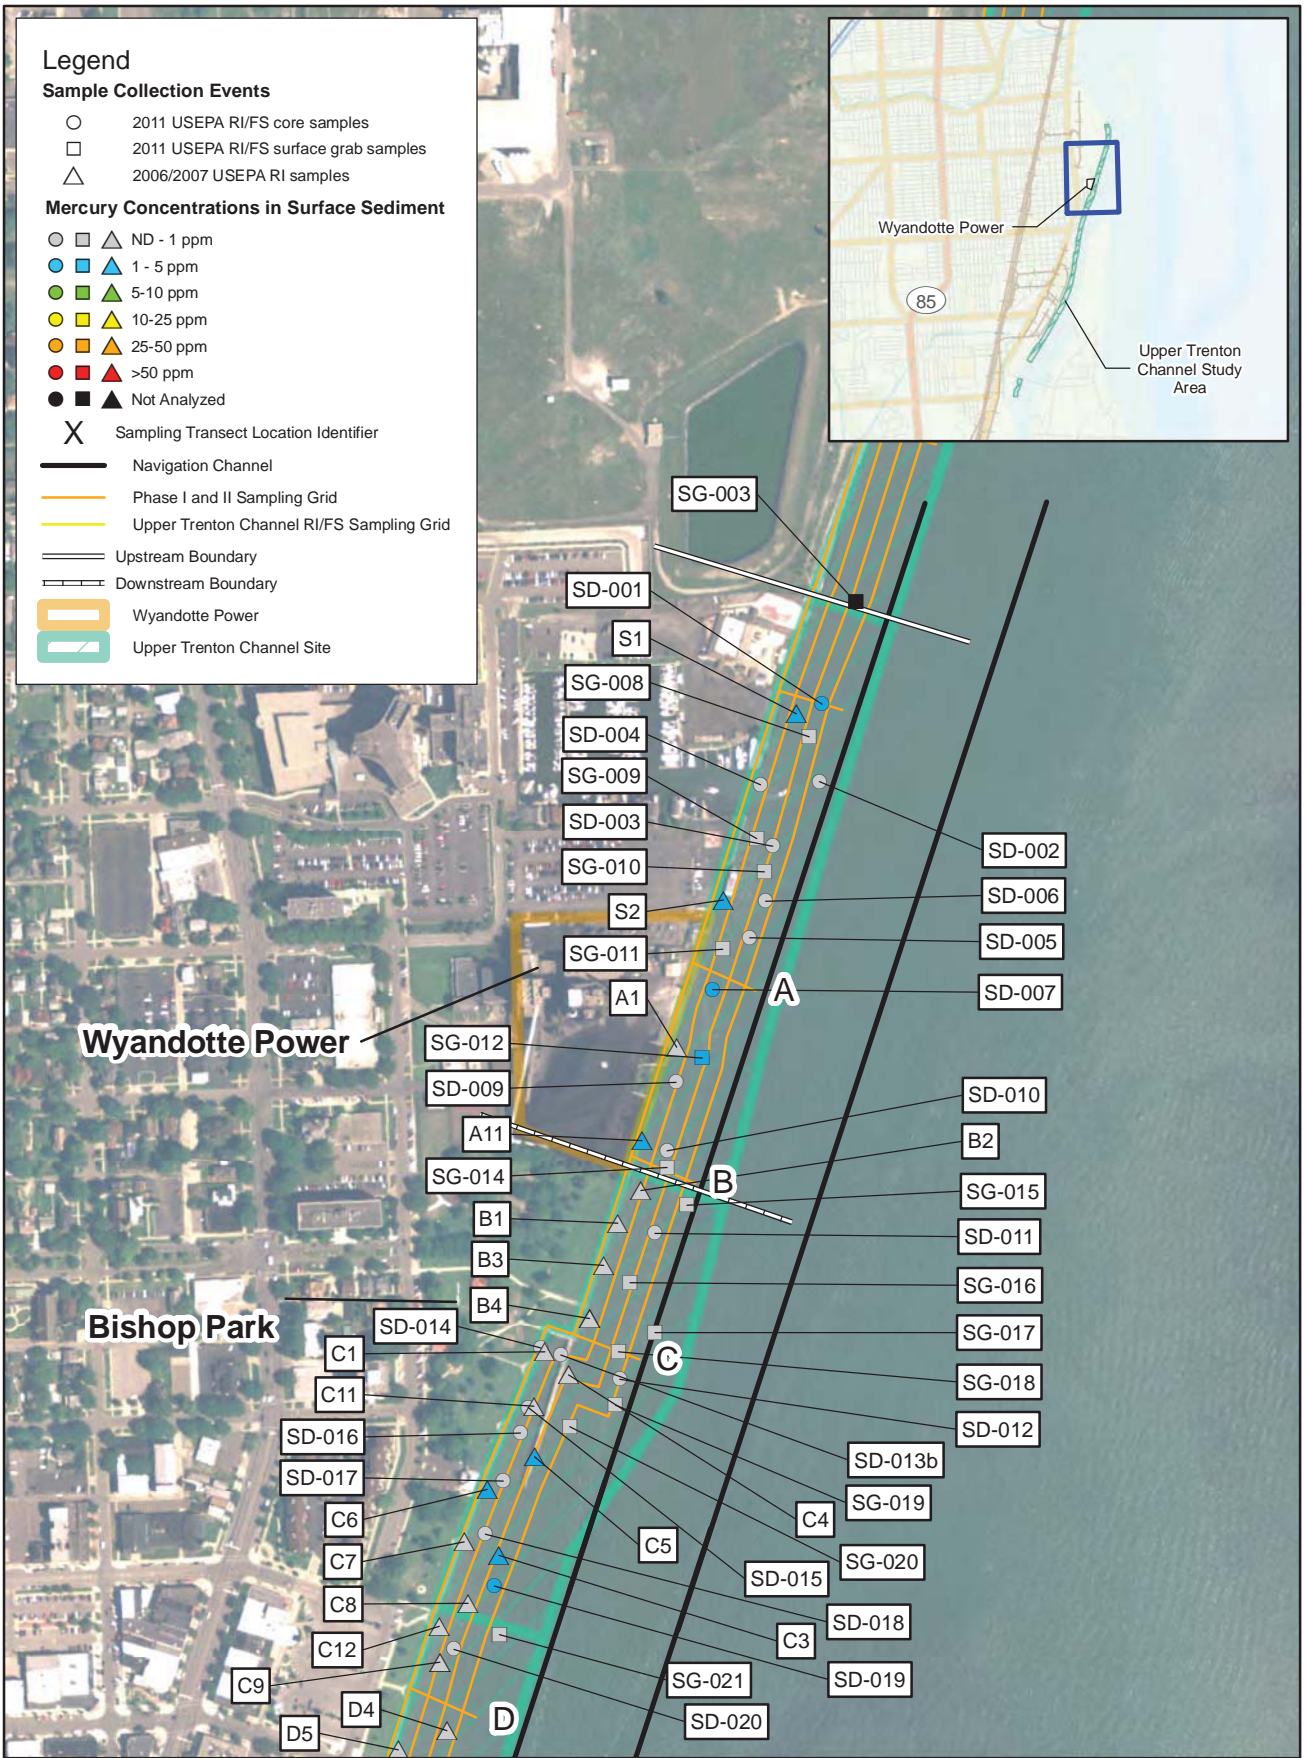 Legend
Sample Collection Events
2011 USEPA RI/FS core samples
2011 USEPA RI/FS surface grab samples
2006/2007 USEPA RI samples
Mercury Concentrations in Surface Sediment
ND - 1 ppm
1 - 5 ppm
5-10 ppm
10-25 ppm
25-50 ppm
>50 ppm
Not Analyzed
X Sampling Transect Location Identifier
Navigation Channel
Phase I and II Sampling Grid
Upper Trenton Channel RI/FS Sampling Grid
Upstream Boundary
Downstream Boundary
Wyandotte Power
Upper Trenton Channel Site
Wyandotte Power
85
Upper Trenton
Channel Study
Area
SG-003
SD-001
S1
SG-008
SD-004
SG-009
SD-003
SG-010
S2
SG-011
A1
SG-012
SD-009
A11
SG-014
B1
B3
B4
SD-014
C1
C11
SD-016
SD-017
C6
C7
C8
C12
C9
D4
D5
Wyandotte Power
Bishop Park
A
B
C
D
SD-002
SD-006
SD-005
SD-007
SD-010
B2
SG-015
SD-011
SG-016
SG-017
SG-018
SD-012
SD-013b
SG-019
C4
SG-020
C5
SD-015
SD-018
C3
SD-019
SG-021
SD-020